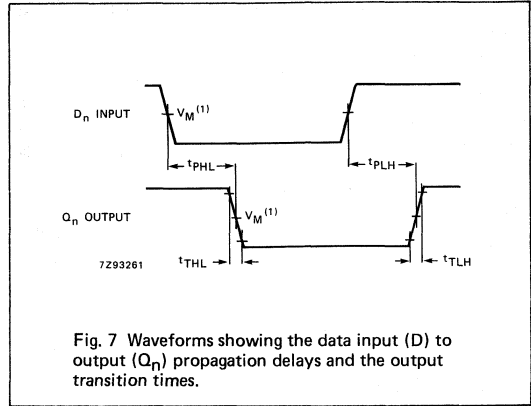 Dn INPUT
VM(1)
tPHL
tPLH
Qn OUTPUT
VM(1)
7Z93261
tTHL
tTLH
Fig. 7 Waveforms showing the data input (D) to
output (Qn) propagation delays and the output
transition times.